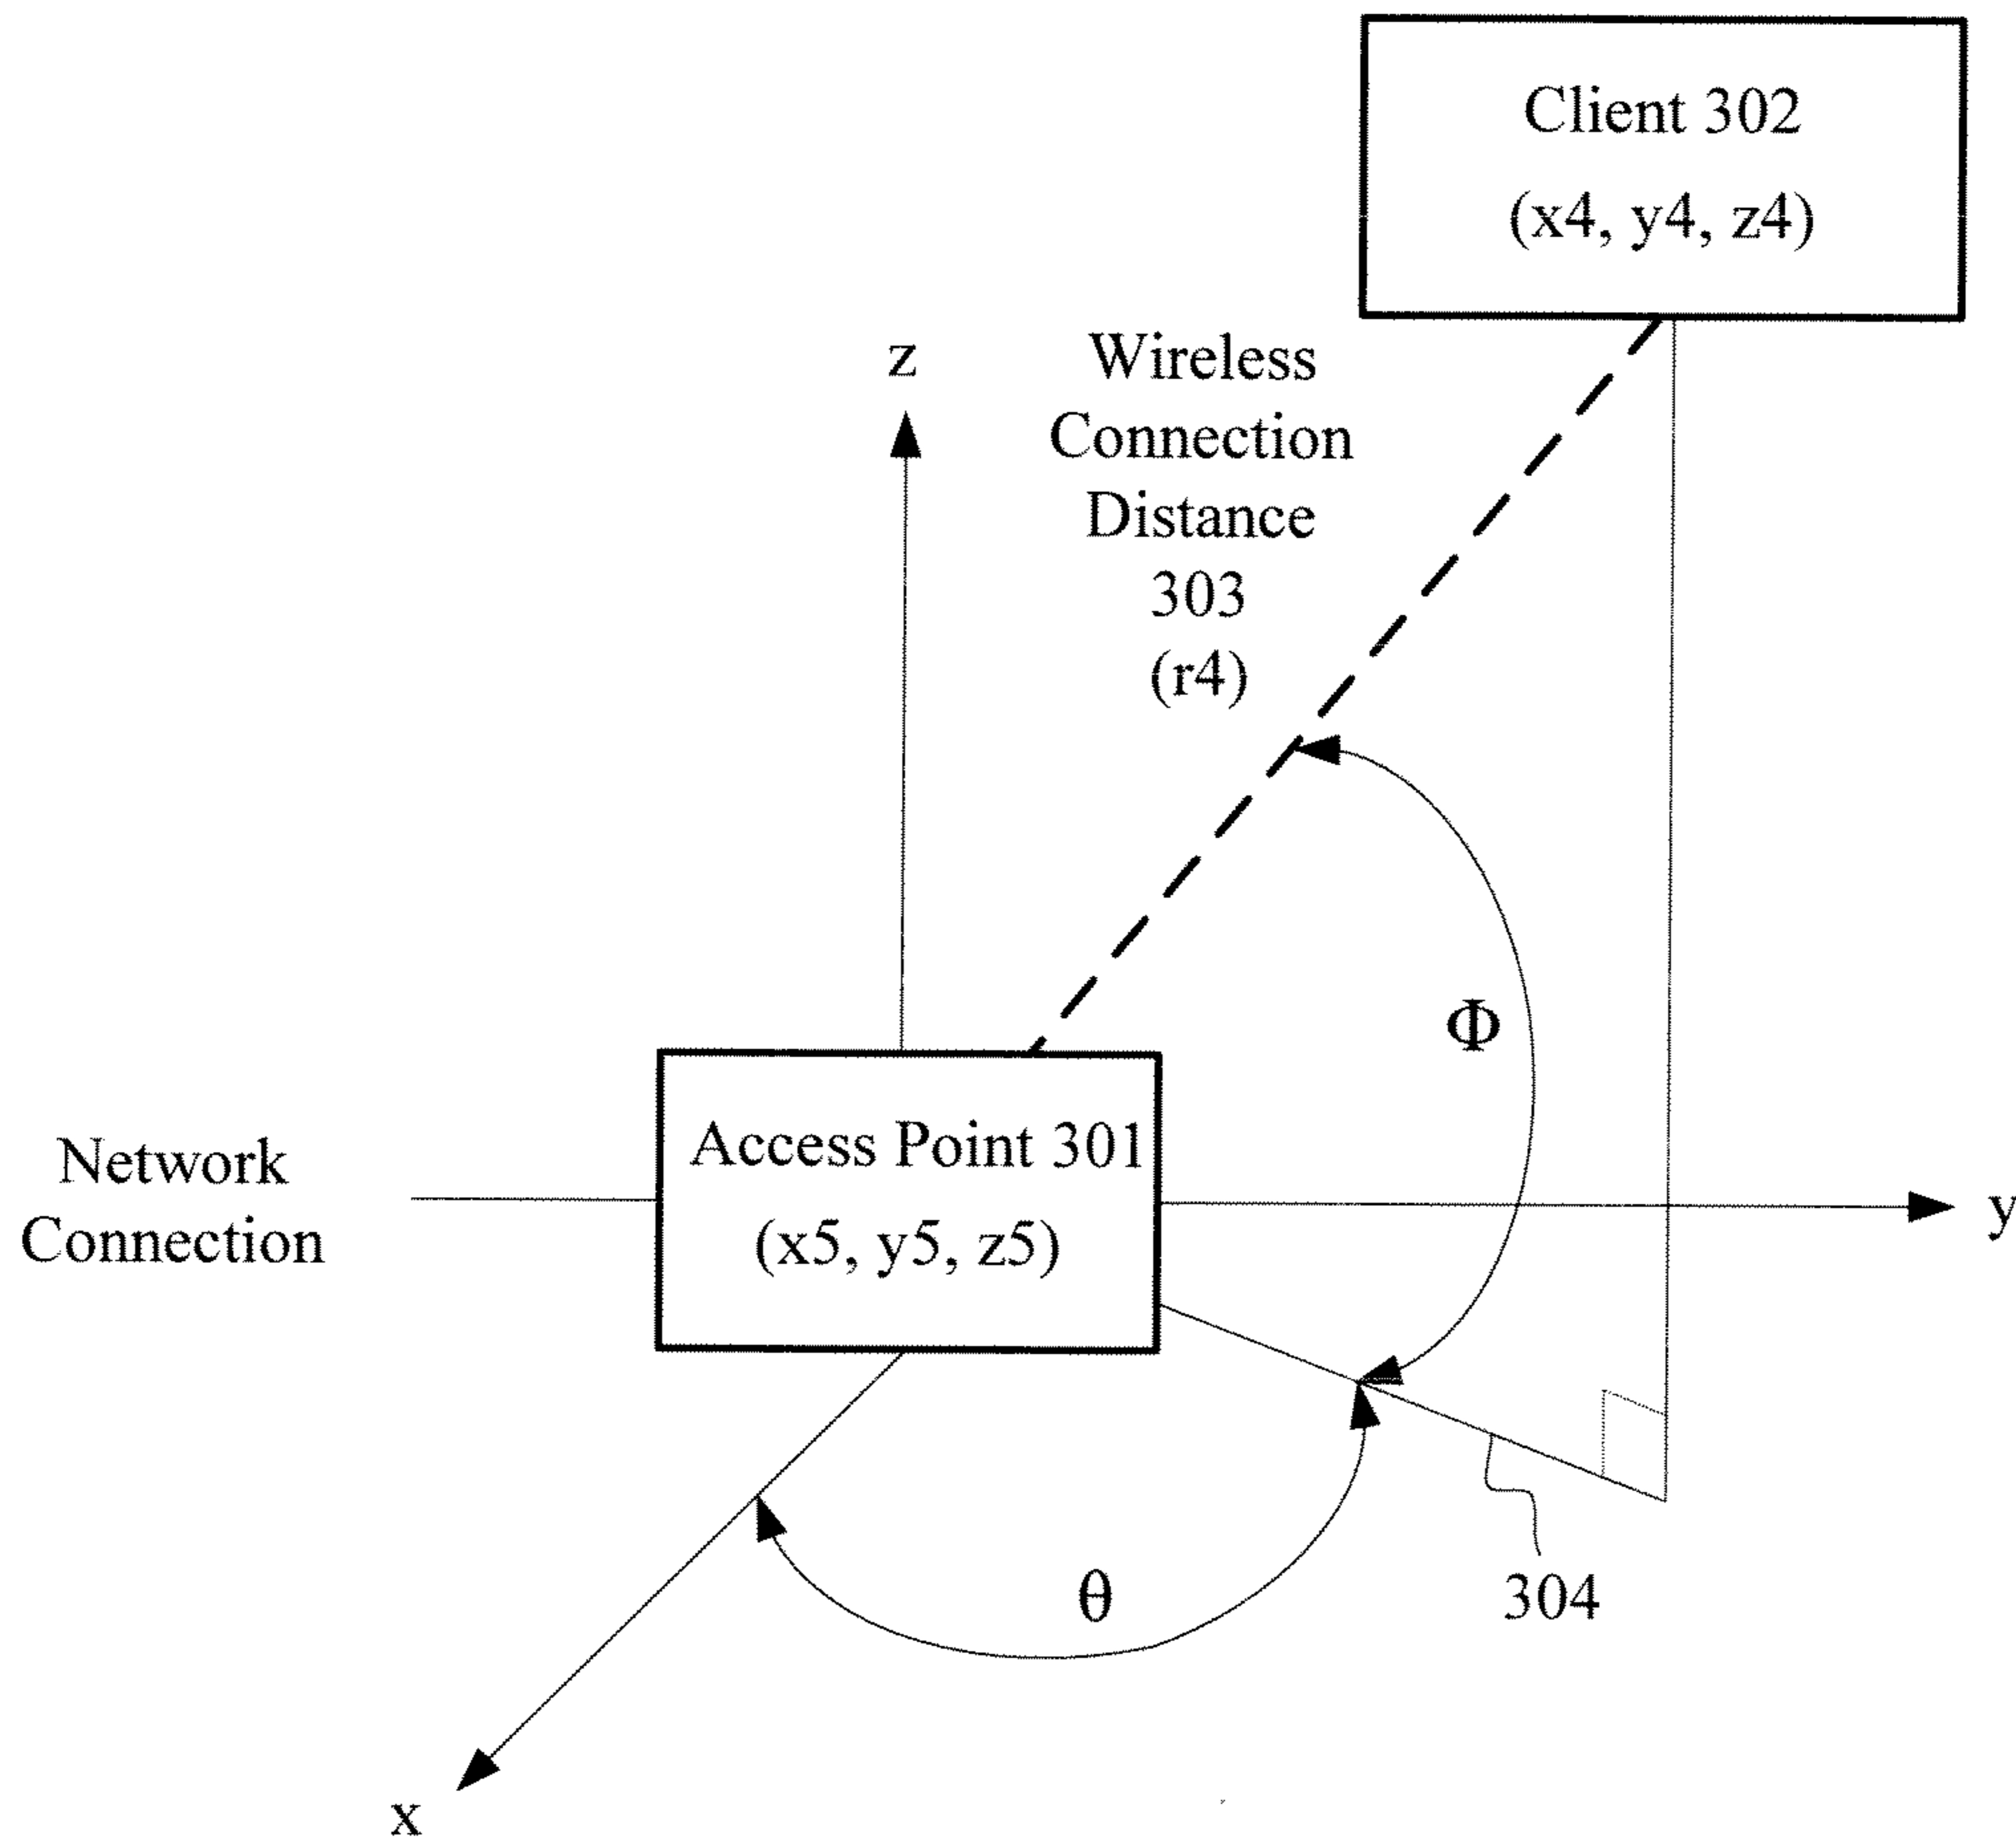 Client 302
(x4, y4, z4)
z
Wireless
Connection
Distance
303
(r4)
Φ
Access Point 301
(x5, y5, z5)
Network
Connection
y
θ
304
x